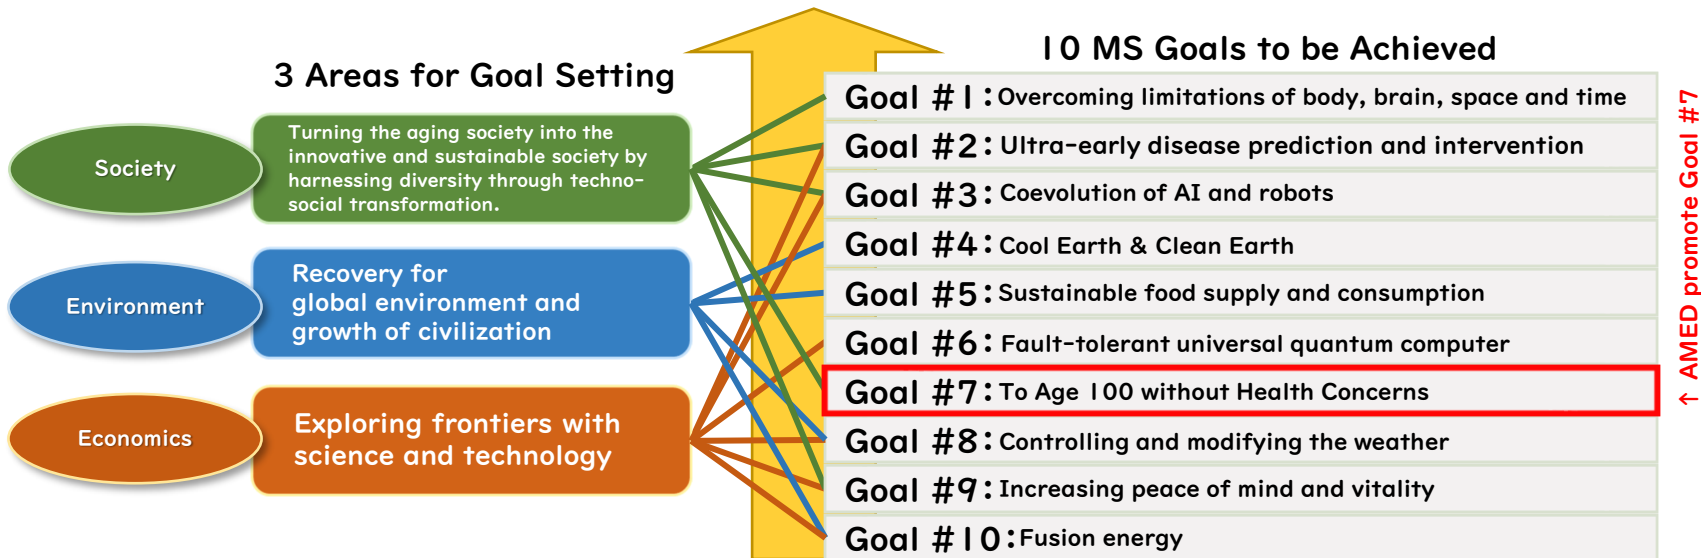 3 Areas for Goal Setting
Society
Turning the aging society into the
innovative and sustainable society by
harnessing diversity through techno-
social transformation.
Environment
Recovery for
global environment and
growth of civilization
Economics
Exploring frontiers with
science and technology
10 MS Goals to be Achieved
Goal #1:Overcoming limitations of body, brain, space and time
Goal #2:Ultra-early disease prediction and intervention
Goal #3:Coevolution of AI and robots
Goal #4:Cool Earth & Clean Earth
Goal #5:Sustainable food supply and consumption
Goal #6:Fault-tolerant universal quantum computer
Goal #7:To Age 100 without Health Concerns
Goal #8:Controlling and modifying the weather
Goal #9:Increasing peace of mind and vitality
Goal #10:Fusion energy
↑ AMED promote Goal #7